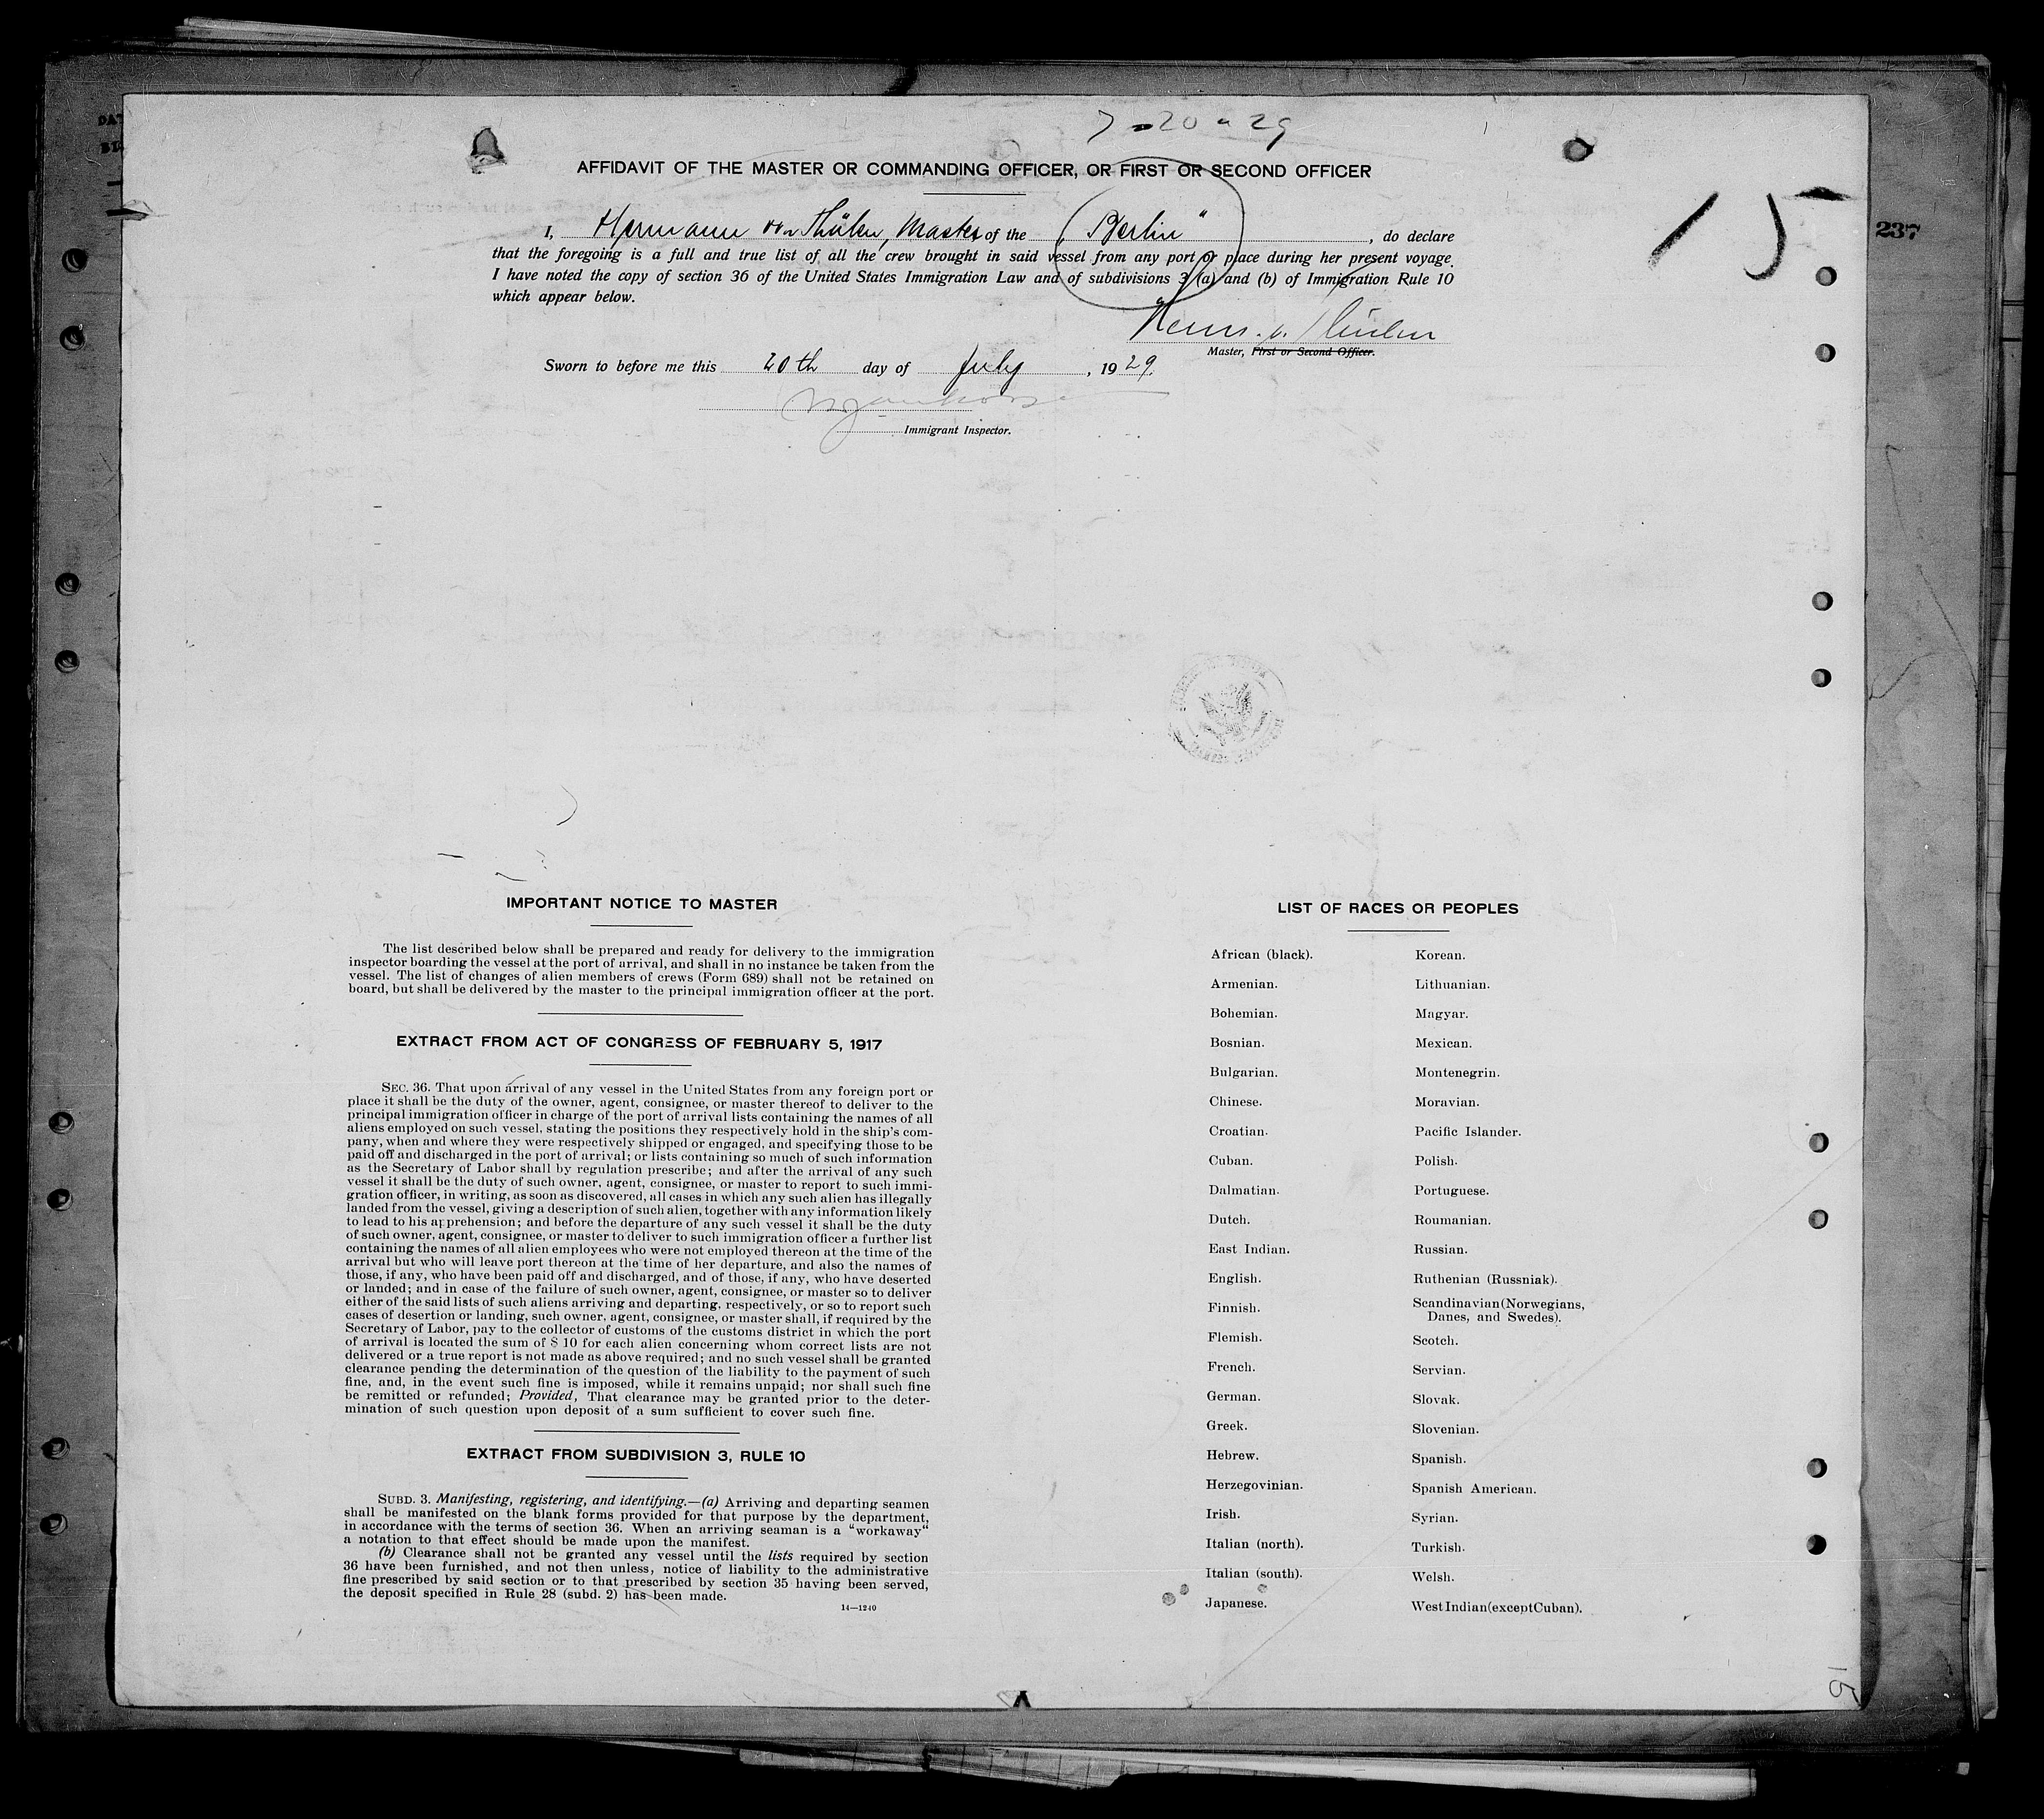 7-20-29
AFFIDAVIT OF THE MASTER OR COMMANDING OFFICER, OR FIRST OR SECOND OFFICER
15
237
I, Hermann von Thülen, Master of the „Berlin“, do declare
that the foregoing is a full and true list of all the crew brought in said vessel from any port or place during her present voyage.
I have noted the copy of section 36 of the United States Immigration Law and of subdivisions 3 (a) and (b) of Immigration Rule 10
which appear below.
Herm. v. Thülen
Master, First or Second Officer.
Sworn to before me this 20th day of July, 1929.
Immigrant Inspector.
IMPORTANT NOTICE TO MASTER
The list described below shall be prepared and ready for delivery to the immigration
inspector boarding the vessel at the port of arrival, and shall in no instance be taken from the
vessel. The list of changes of alien members of crews (Form 689) shall not be retained on
board, but shall be delivered by the master to the principal immigration officer at the port.
EXTRACT FROM ACT OF CONGRESS OF FEBRUARY 5, 1917
SEC. 36. That upon arrival of any vessel in the United States from any foreign port or
place it shall be the duty of the owner, agent, consignee, or master thereof to deliver to the
principal immigration officer in charge of the port of arrival lists containing the names of all
aliens employed on such vessel, stating the positions they respectively hold in the ship's com-
pany, when and where they were respectively shipped or engaged, and specifying those to be
paid off and discharged in the port of arrival; or lists containing so much of such information
as the Secretary of Labor shall by regulation prescribe; and after the arrival of any such
vessel it shall be the duty of such owner, agent, consignee, or master to report to such immi-
gration officer, in writing, as soon as discovered, all cases in which any such alien has illegally
landed from the vessel, giving a description of such alien, together with any information likely
to lead to his apprehension; and before the departure of any such vessel it shall be the duty
of such owner, agent, consignee, or master to deliver to such immigration officer a further list
containing the names of all alien employees who were not employed thereon at the time of the
arrival but who will leave port thereon at the time of her departure, and also the names of
those, if any, who have been paid off and discharged, and of those, if any, who have deserted
or landed; and in case of the failure of such owner, agent, consignee, or master so to deliver
either of the said lists of such aliens arriving and departing, respectively, or so to report such
cases of desertion or landing, such owner, agent, consignee, or master shall, if required by the
Secretary of Labor, pay to the collector of customs of the customs district in which the port
of arrival is located the sum of $ 10 for each alien concerning whom correct lists are not
delivered or a true report is not made as above required; and no such vessel shall be granted
clearance pending the determination of the question of the liability to the payment of such
fine, and, in the event such fine is imposed, while it remains unpaid; nor shall such fine
be remitted or refunded; Provided, That clearance may be granted prior to the deter-
mination of such question upon deposit of a sum sufficient to cover such fine.
EXTRACT FROM SUBDIVISION 3, RULE 10
SUBD. 3. Manifesting, registering, and identifying.—(a) Arriving and departing seamen
shall be manifested on the blank forms provided for that purpose by the department,
in accordance with the terms of section 36. When an arriving seaman is a “workaway“
a notation to that effect should be made upon the manifest.
(b) Clearance shall not be granted any vessel until the lists required by section
36 have been furnished, and not then unless, notice of liability to the administrative
fine prescribed by said section or to that prescribed by section 35 having been served,
the deposit specified in Rule 28 (subd. 2) has been made.
14—1240
LIST OF RACES OR PEOPLES
African (black).
Armenian.
Bohemian.
Bosnian.
Bulgarian.
Chinese.
Croatian.
Cuban.
Dalmatian.
Dutch.
East Indian.
English.
Finnish.
Flemish.
French.
German.
Greek.
Hebrew.
Herzegovinian.
Irish.
Italian (north).
Italian (south).
Japanese.
Korean.
Lithuanian.
Magyar.
Mexican.
Montenegrin.
Moravian.
Pacific Islander.
Polish.
Portuguese.
Roumanian.
Russian.
Ruthenian (Russniak).
Scandinavian (Norwegians,
Danes, and Swedes).
Scotch.
Servian.
Slovak.
Slovenian.
Spanish.
Spanish American.
Syrian.
Turkish.
Welsh.
West Indian (except Cuban).
15